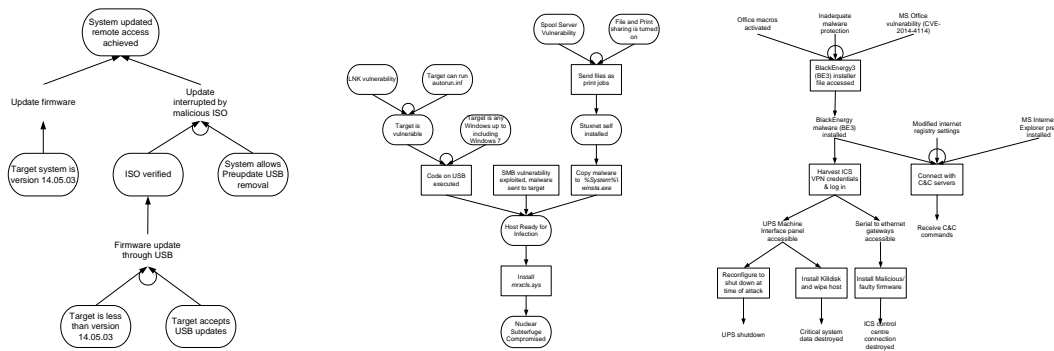 System updated
remote access
achieved
Update firmware
Update
interrupted by
malicious ISO
Target system is
version 14.05.03
ISO verified
System allows
Preupdate USB
removal
Firmware update
through USB
Target is less
than version
14.05.03
Target accepts
USB updates
Spool Server
Vulnerability
File and Print
sharing is turned
on
LNK vulnerability
Target can run
autorun.inf
Send files as
print jobs
Target is
vulnerable
Target is any
Windows up to
including
Windows 7
Stuxnet self
installed
Code on USB
executed
SMB vulnerability
exploited, malware
sent to target
Copy malware
to %System%\
winsta.exe
Host Ready for
Infection
Install
mrxcls.sys
Nuclear
Subterfuge
Compromised
Office macros
activated
Inadequate
malware
protection
MS Office
vulnerability (CVE-
2014-4114)
BlackEnergy3
(BE3) installer
file accessed
BlackEnergy
malware (BE3)
installed
Modified internet
registry settings
MS Interne
Explorer pre
installed
Harvest ICS
VPN credentials
& log in
Connect with
C&C servers
UPS Machine
Interface panel
accessible
Serial to ethernet
gateways
accessible
Receive C&C
commands
Reconfigure to
shut down at
time of attack
Install Killdisk
and wipe host
Install Malicious/
faulty firmware
UPS shutdown
Critical system
data destroyed
ICS control
centre
connection
destroyed